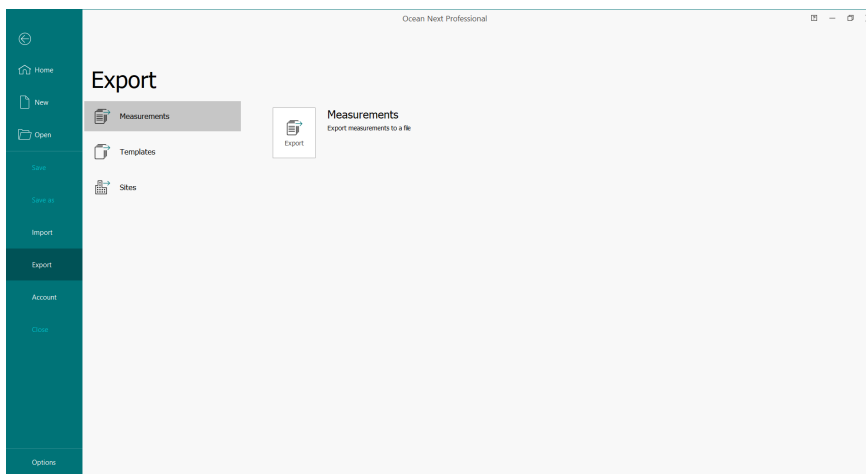 Ocean Next Professional
Home
New
Open
Save
Save as
Import
Export
Account
Close
Options
Export
Measurements
Templates
Sites
Export
Measurements
Export measurements to a file